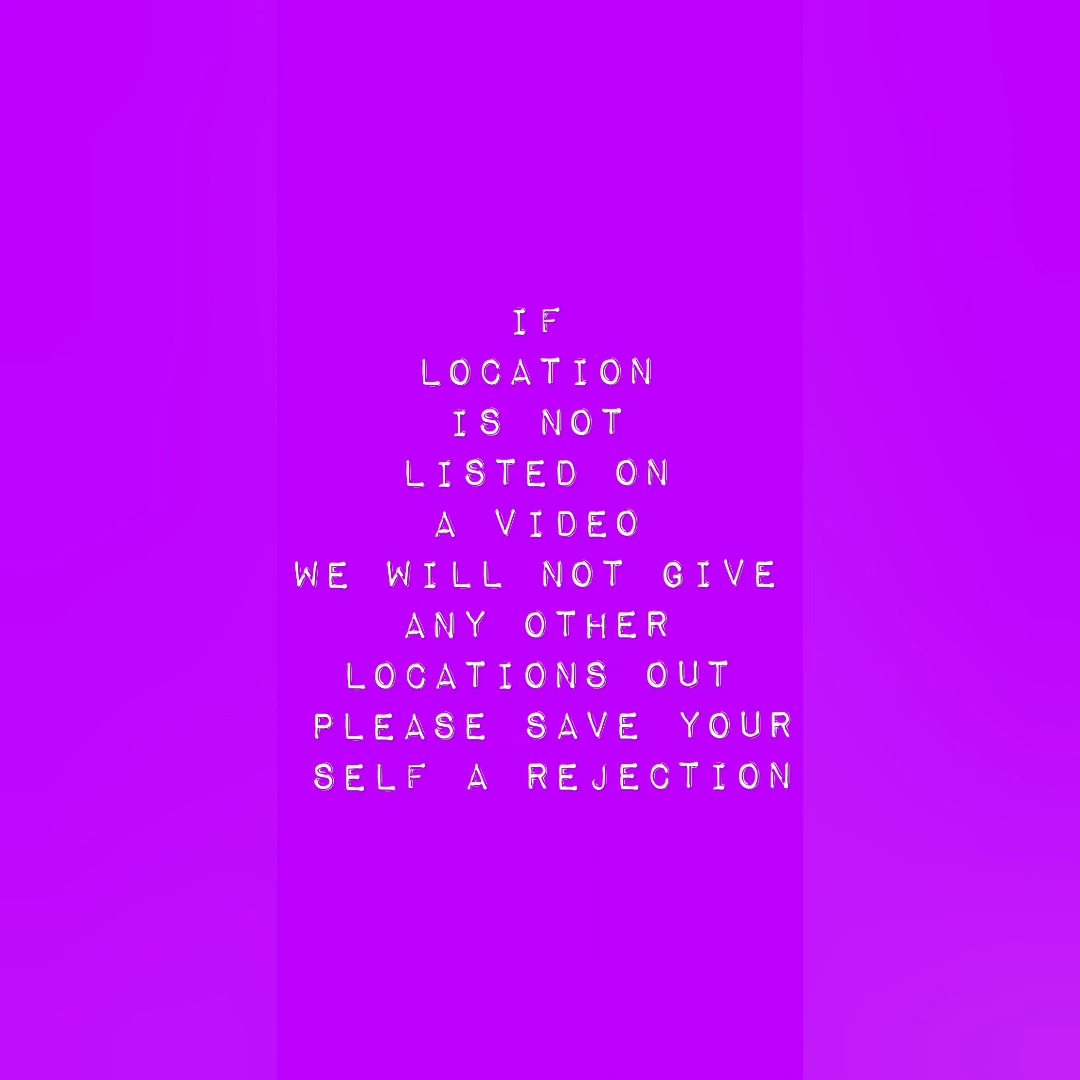 IF
LOCATION
IS NOT
LISTED ON
A VIDEO
WE WILL NOT GIVE
ANY OTHER
LOCATIONS OUT
PLEASE SAVE YOUR
SELF A REJECTION